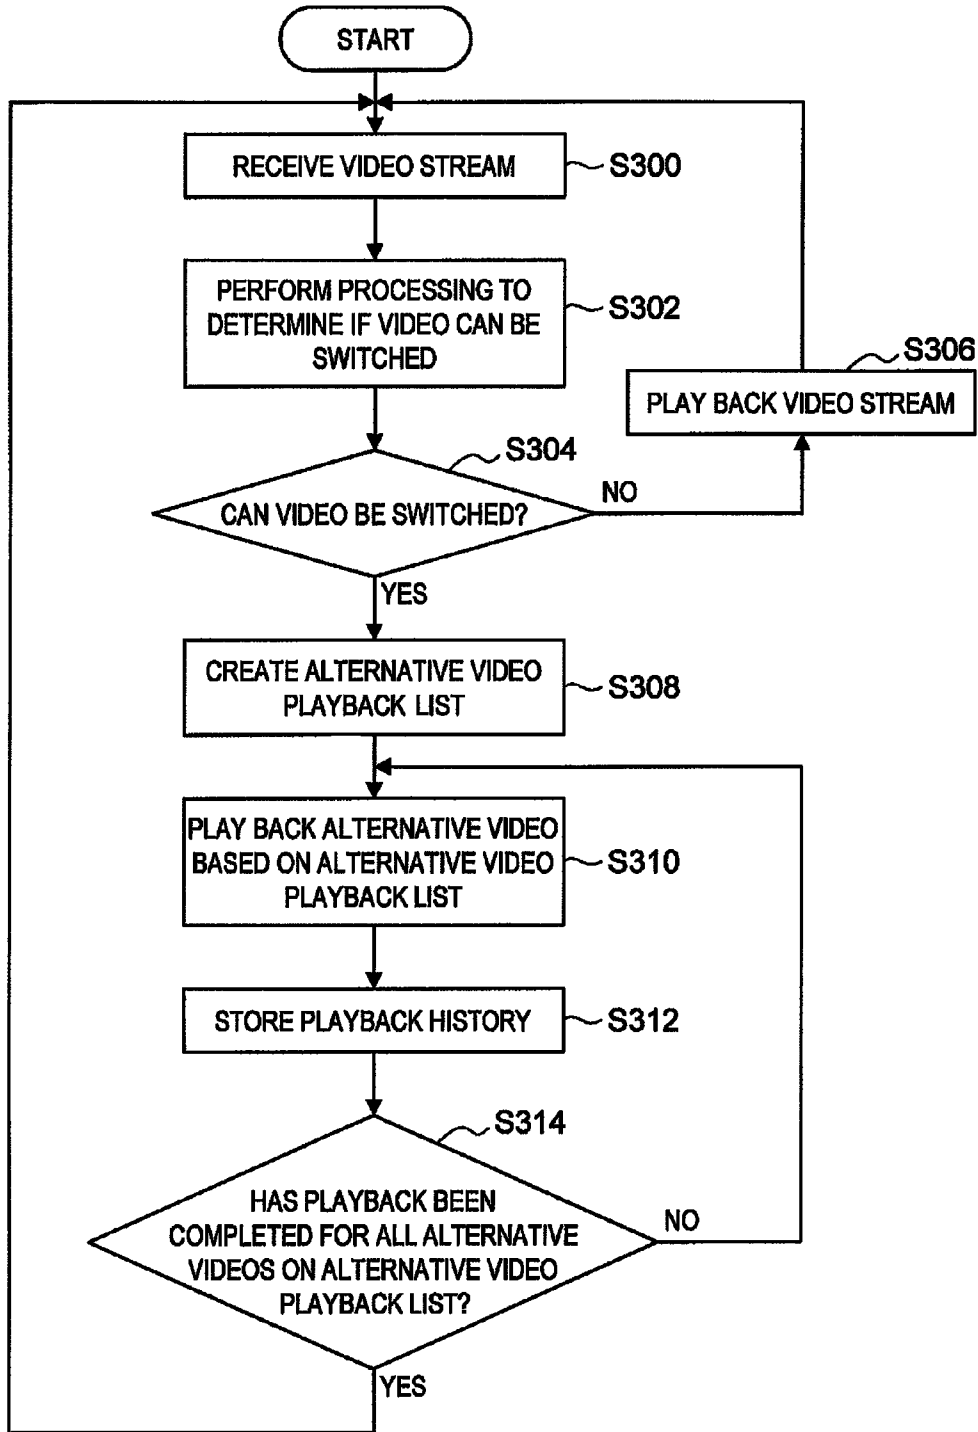 START
RECEIVE VIDEO STREAM
S300
PERFORM PROCESSING TO
DETERMINE IF VIDEO CAN BE
SWITCHED
S302
S306
PLAY BACK VIDEO STREAM
S304
CAN VIDEO BE SWITCHED?
NO
YES
CREATE ALTERNATIVE VIDEO
PLAYBACK LIST
S308
PLAY BACK ALTERNATIVE VIDEO
BASED ON ALTERNATIVE VIDEO
PLAYBACK LIST
S310
STORE PLAYBACK HISTORY
S312
S314
HAS PLAYBACK BEEN
COMPLETED FOR ALL ALTERNATIVE
VIDEOS ON ALTERNATIVE VIDEO
PLAYBACK LIST?
NO
YES